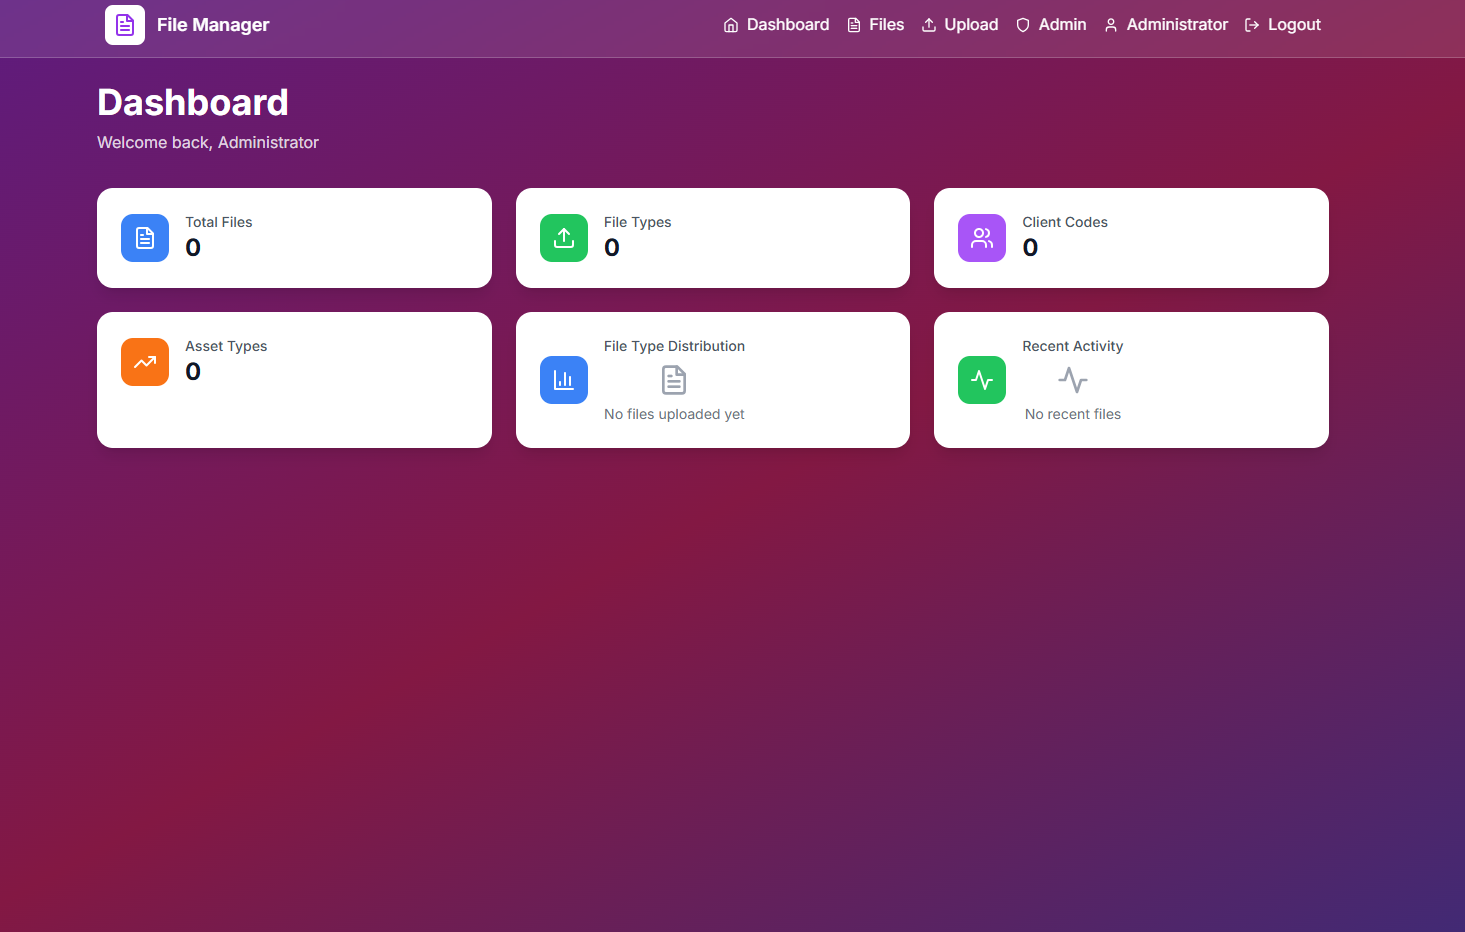 File Manager
Dashboard
Files
Upload
Admin
Administrator
Logout
Dashboard
Welcome back, Administrator
Total Files
0
File Types
0
Client Codes
0
Asset Types
0
File Type Distribution
No files uploaded yet
Recent Activity
No recent files